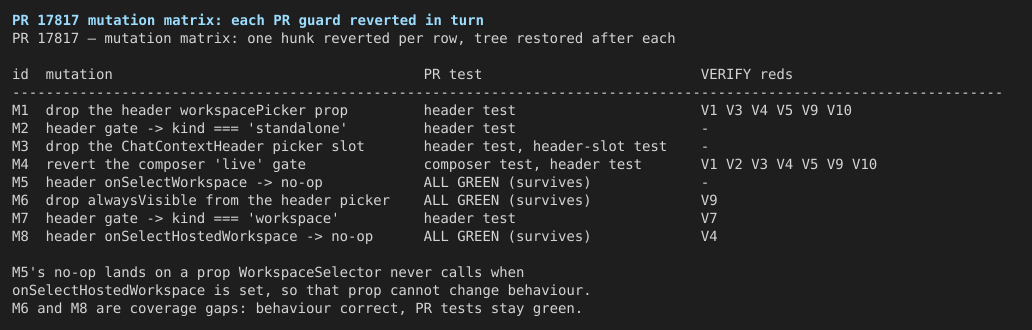 PR 17817 mutation matrix: each PR guard reverted in turn
PR 17817 — mutation matrix: one hunk reverted per row, tree restored after each
id  mutation                                     PR test                          VERIFY reds
----------------------------------------------------------------------------------------------------------------------
M1  drop the header workspacePicker prop         header test                      V1 V3 V4 V5 V9 V10
M2  header gate -> kind === 'standalone'         header test                      -
M3  drop the ChatContextHeader picker slot       header test, header-slot test    -
M4  revert the composer 'live' gate              composer test, header test       V1 V2 V3 V4 V5 V9 V10
M5  header onSelectWorkspace -> no-op            ALL GREEN (survives)             -
M6  drop alwaysVisible from the header picker    ALL GREEN (survives)             V9
M7  header gate -> kind === 'workspace'          header test                      V7
M8  header onSelectHostedWorkspace -> no-op      ALL GREEN (survives)             V4
M5's no-op lands on a prop WorkspaceSelector never calls when
onSelectHostedWorkspace is set, so that prop cannot change behaviour.
M6 and M8 are coverage gaps: behaviour correct, PR tests stay green.